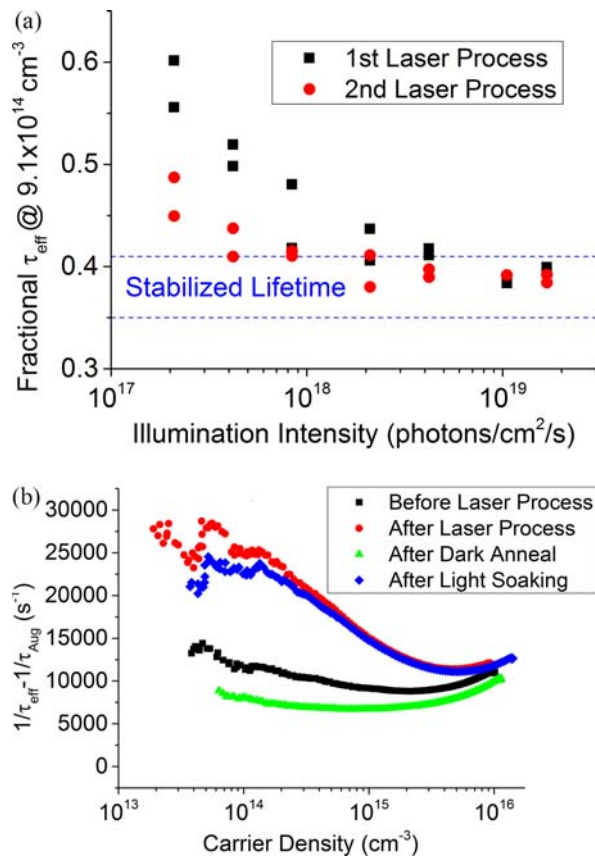 (a)
0.6
0.5
0.4
0.3
Fractional τeff @ 9.1x10¹⁴ cm⁻³
1st Laser Process
2nd Laser Process
Stabilized Lifetime
10¹⁷
10¹⁸
10¹⁹
Illumination Intensity (photons/cm²/s)
(b)
30000
25000
20000
15000
10000
5000
0
1/τeff-1/τAug (s⁻¹)
Before Laser Process
After Laser Process
After Dark Anneal
After Light Soaking
10¹³
10¹⁴
10¹⁵
10¹⁶
Carrier Density (cm⁻³)